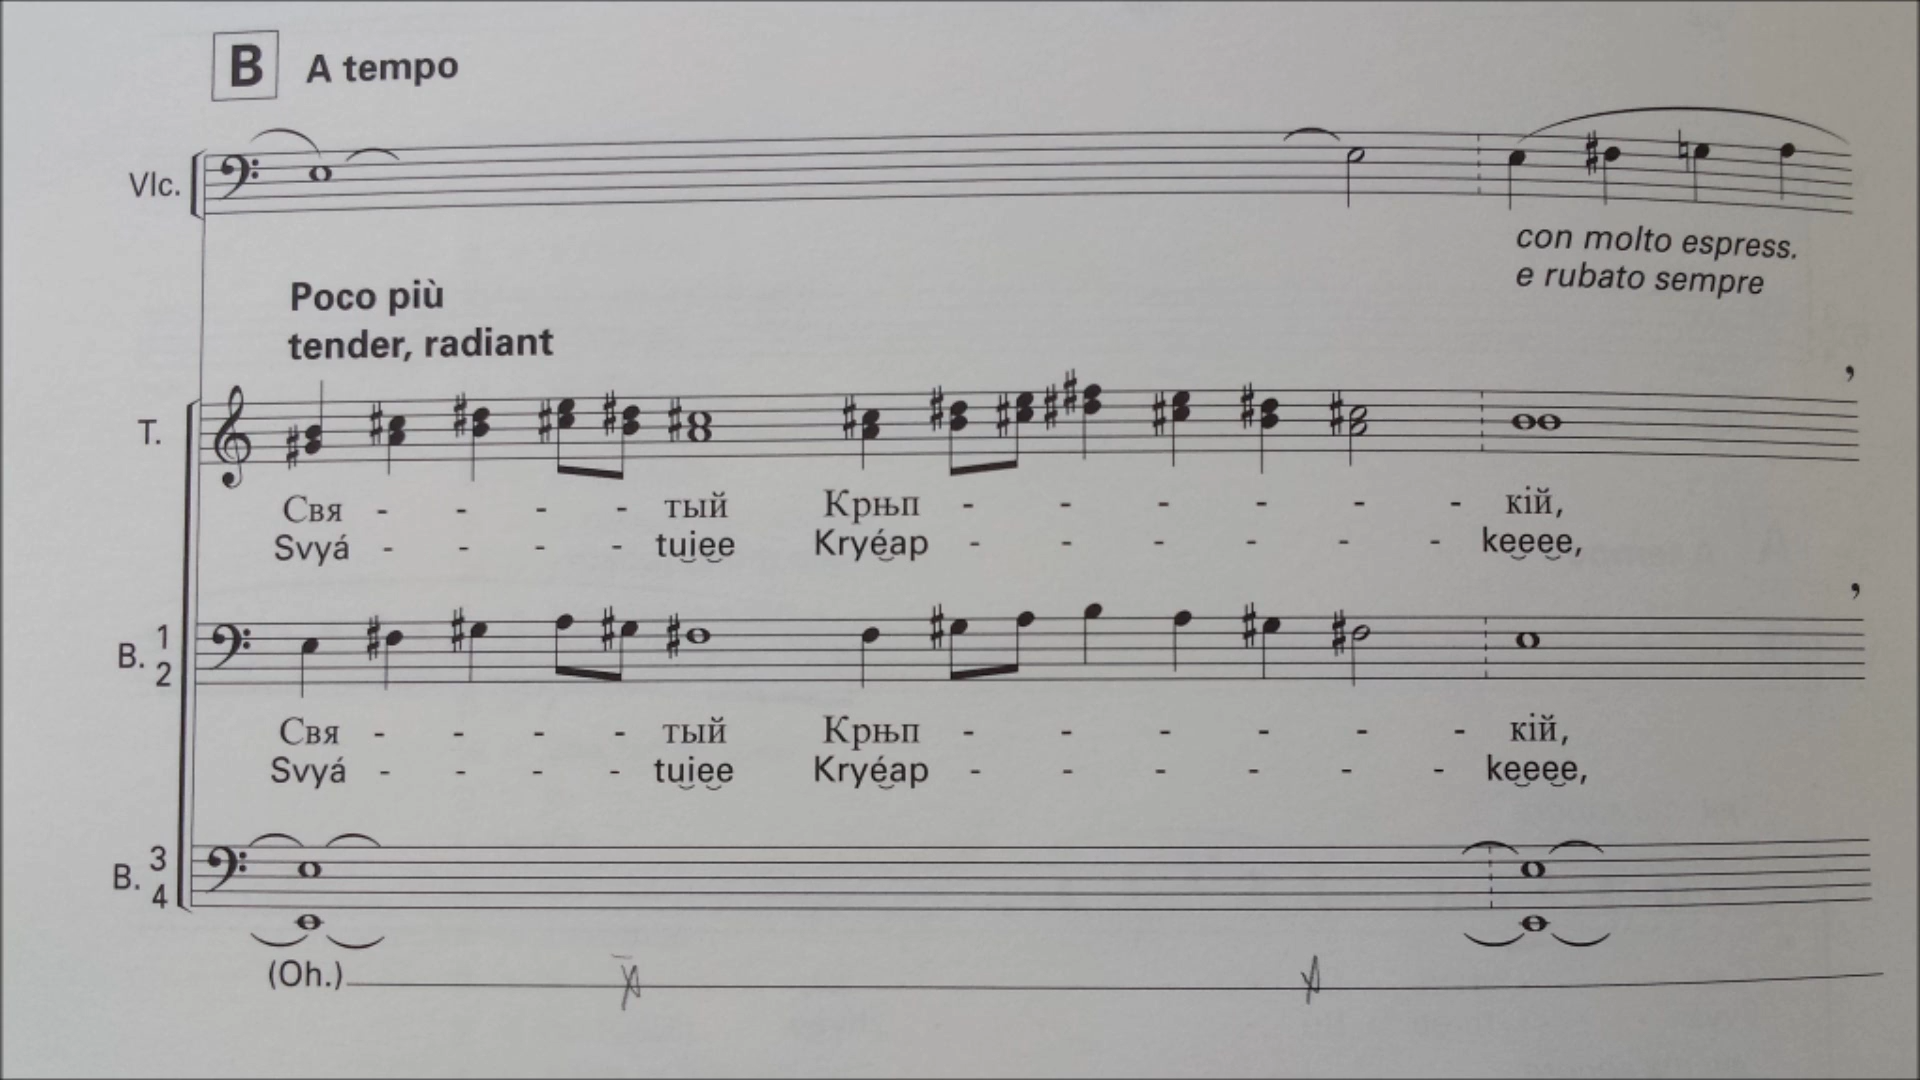 B A tempo
Vlc.
con molto espress.
e rubato sempre
Poco più
tender, radiant
T.
Свя - - - - тый Крњп - - - - - - кій,
Svyá - - - - tuiee Kryéap - - - - - - keeee,
B. 1
2
Свя - - - - тый Крњп - - - - - - кій,
Svyá - - - - tuiee Kryéap - - - - - - keeee,
B. 3
4
(Oh.)